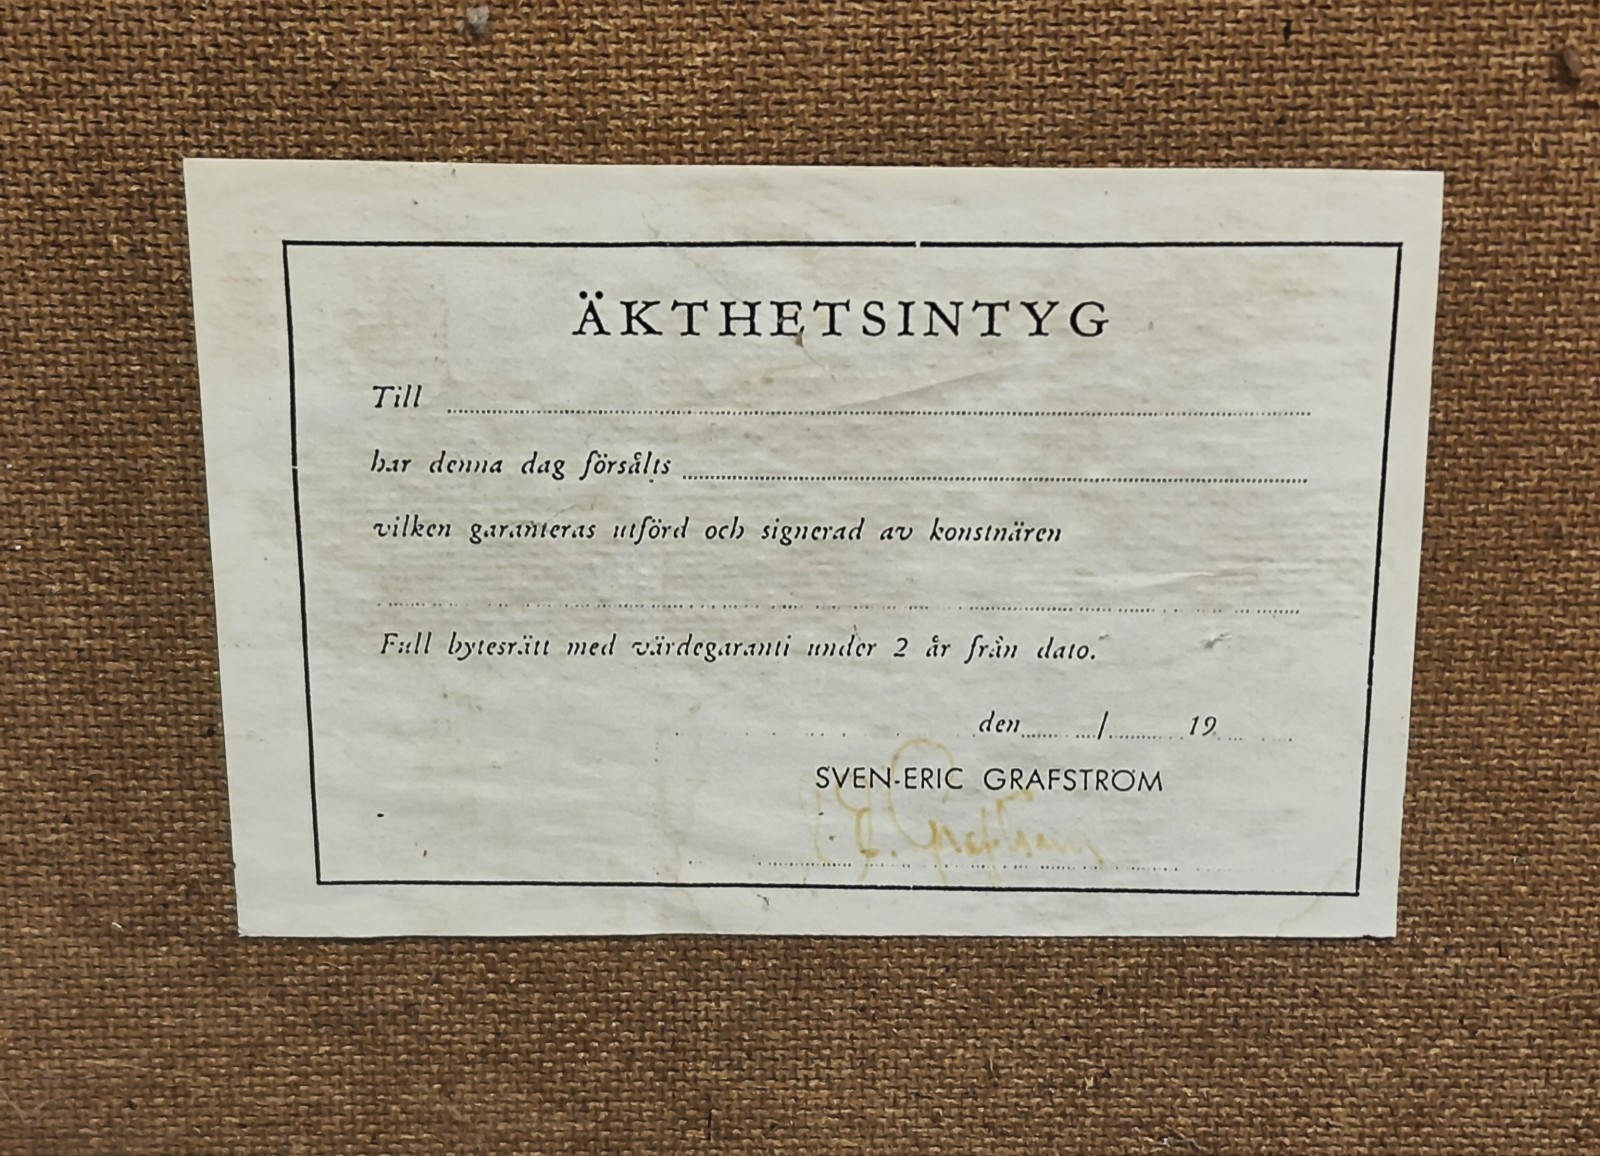 ÄKTHETSINTYG
Till
har denna dag försålts
vilken garanteras utförd och signerad av konstnären
Full bytesrätt med värdegaranti under 2 år från dato.
den / 19
SVEN-ERIC GRAFSTRÖM